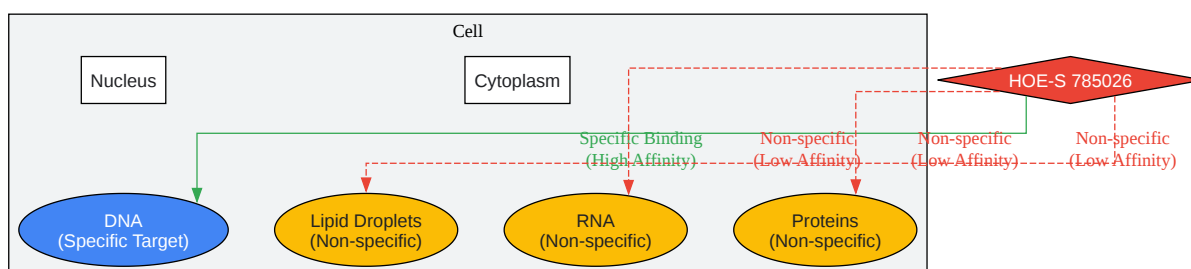 Cell
Nucleus
Cytoplasm
HOE-S 785026
Specific Binding
(High Affinity)
Non-specific
(Low Affinity)
Non-specific
(Low Affinity)
Non-specific
(Low Affinity)
DNA
(Specific Target)
Lipid Droplets
(Non-specific)
RNA
(Non-specific)
Proteins
(Non-specific)